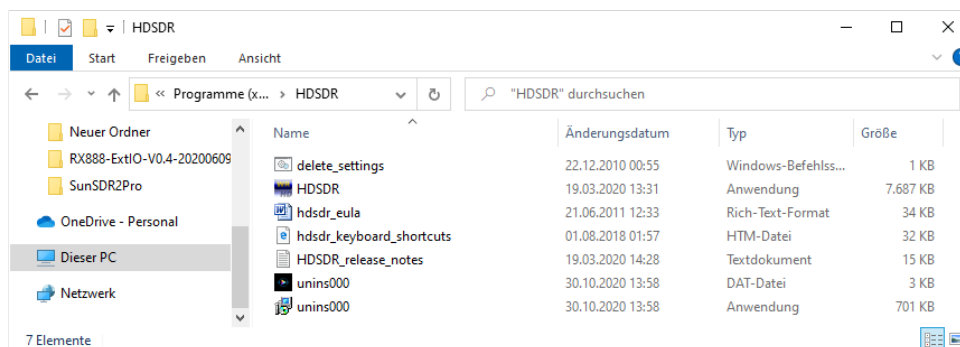 HDSDR
Datei Start Freigeben Ansicht
« Programme (x... > HDSDR "HDSDR" durchsuchen
Neuer Ordner
RX888-ExtIO-V0.4-20200609
SunSDR2Pro
OneDrive - Personal
Dieser PC
Netzwerk
Name Änderungsdatum Typ Größe
delete_settings 22.12.2010 00:55 Windows-Befehlss... 1 KB
HDSDR 19.03.2020 13:31 Anwendung 7.687 KB
hdsdr_eula 21.06.2011 12:33 Rich-Text-Format 34 KB
hdsdr_keyboard_shortcuts 01.08.2018 01:57 HTM-Datei 32 KB
HDSDR_release_notes 19.03.2020 14:28 Textdokument 15 KB
unins000 30.10.2020 13:58 DAT-Datei 3 KB
unins000 30.10.2020 13:58 Anwendung 701 KB
7 Elemente